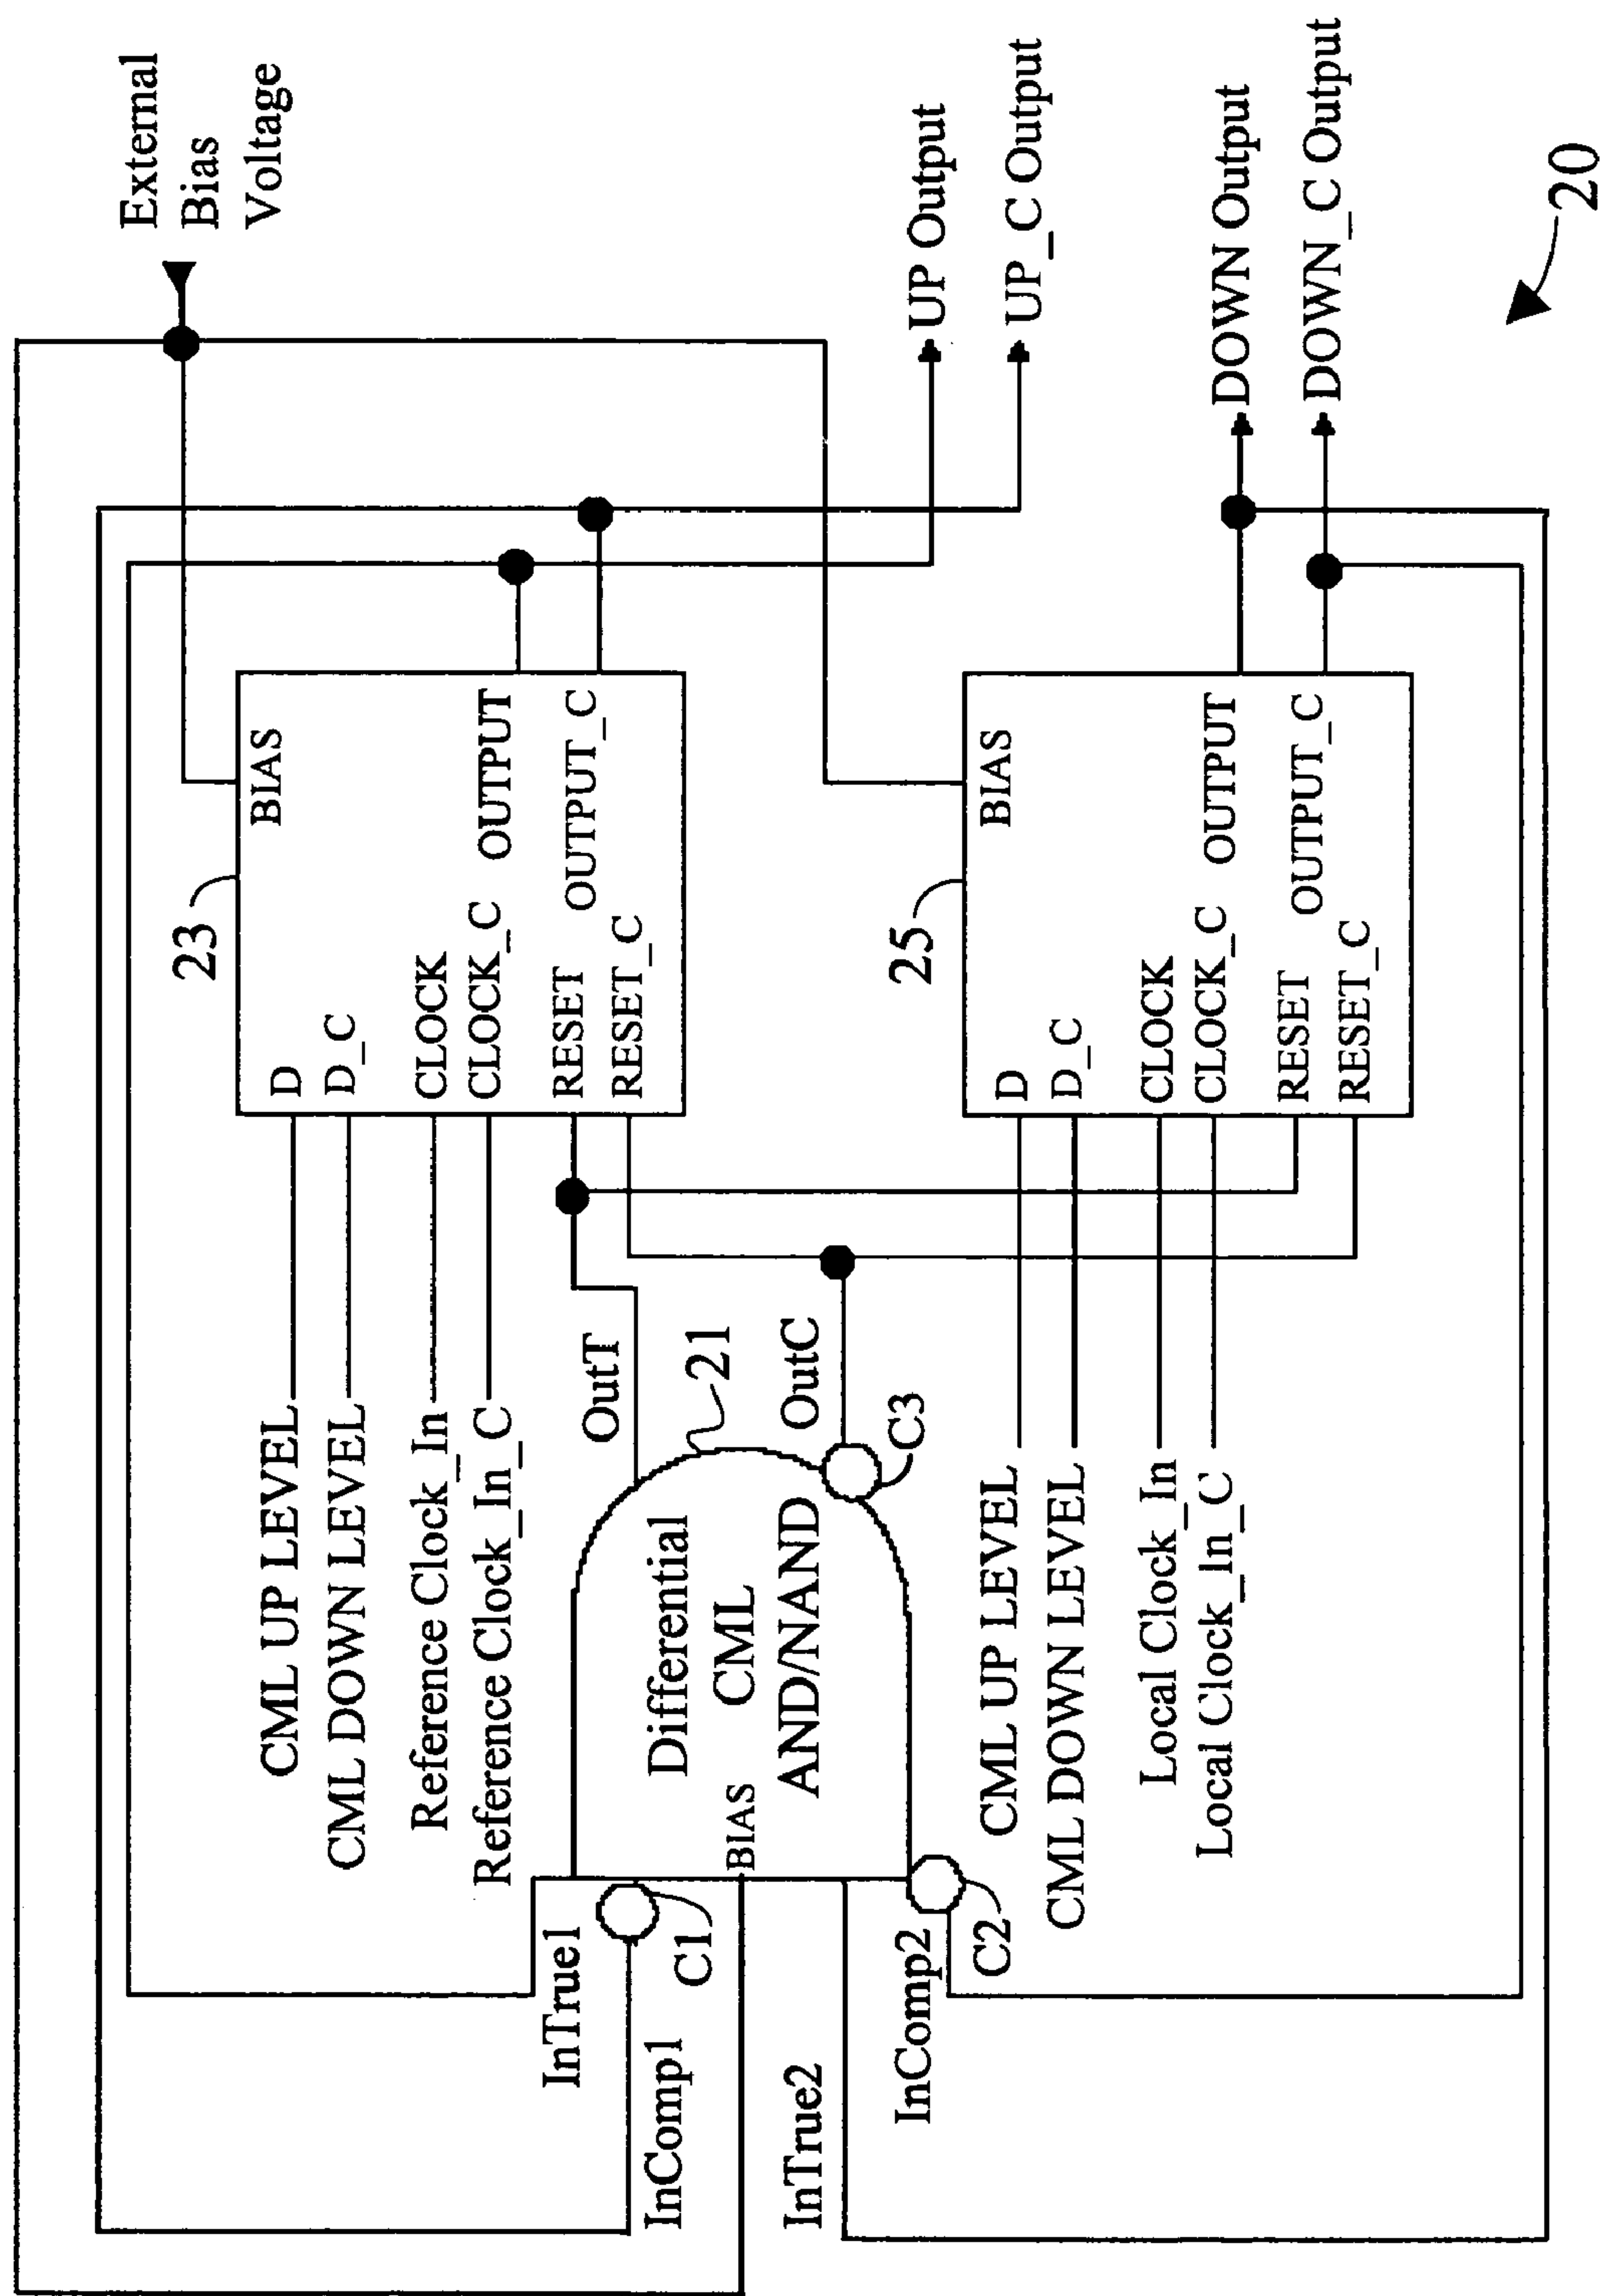 External
Bias
Voltage
23
BIAS
D
D_C
CLOCK
CLOCK_C
OUTPUT
RESET
OUTPUT_C
RESET_C
CML UP LEVEL
CML DOWN LEVEL
Reference Clock_In
Reference Clock_In_C
UP Output
UP_C Output
OutT
21
OutC
C3
Differential
CML
AND/NAND
BIAS
InTrue1
C1
InComp1
InTrue2
InComp2
C2
25
BIAS
D
D_C
CLOCK
CLOCK_C
OUTPUT
RESET
OUTPUT_C
RESET_C
CML UP LEVEL
CML DOWN LEVEL
Local Clock_In
Local Clock_In_C
DOWN Output
DOWN_C Output
20